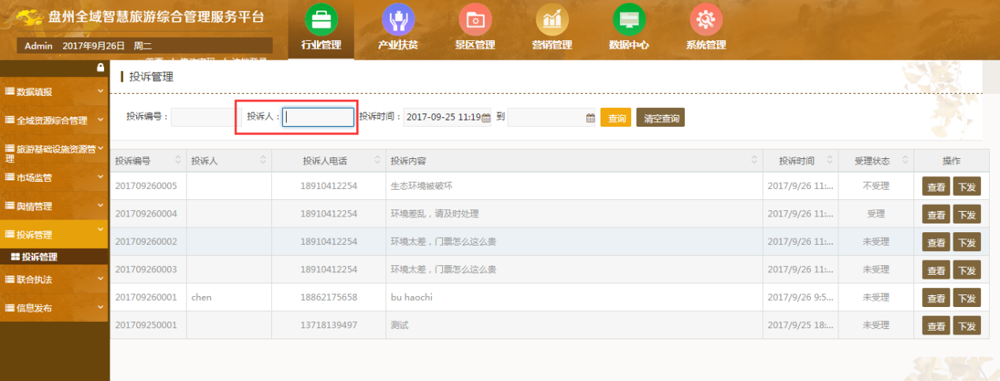 盘州全域智慧旅游综合管理服务平台
Admin 2017年9月26日 周二
行业管理 产业扶贫 景区管理 营销管理 数据中心 系统管理
数据填报
全域资源综合管理
旅游基础设施资源管
理
市场监管
舆情管理
投诉管理
投诉管理
联合执法
信息发布
投诉管理
投诉编号： 投诉人： 投诉时间： 2017-09-25 11:19 到 查询 清空查询
投诉编号 投诉人 投诉人电话 投诉内容 投诉时间 受理状态 操作
201709260005 18910412254 生态环境被破坏 2017/9/26 11:... 不受理 查看 下发
201709260004 18910412254 环境差乱，请及时处理 2017/9/26 11:... 受理 查看 下发
201709260002 18910412254 环境太差，门票怎么这么贵 2017/9/26 11:... 未受理 查看 下发
201709260003 18910412254 环境太差，门票怎么这么贵 2017/9/26 11:... 未受理 查看 下发
201709260001 chen 18862175658 bu haochi 2017/9/26 9:5... 未受理 查看 下发
201709250001 13718139497 测试 2017/9/25 18:... 未受理 查看 下发